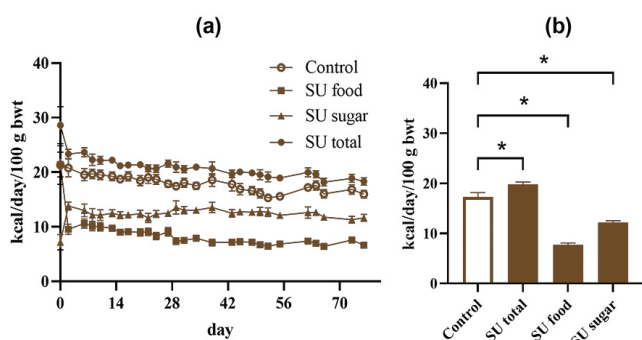 (a)
kcal/day/100 g bwt
40
30
20
10
0
0 14 28 42 56 70
day
Control
SU food
SU sugar
SU total
(b)
kcal/day/100 g bwt
40
30
20
10
0
*
*
*
Control
SU total
SU food
SU sugar